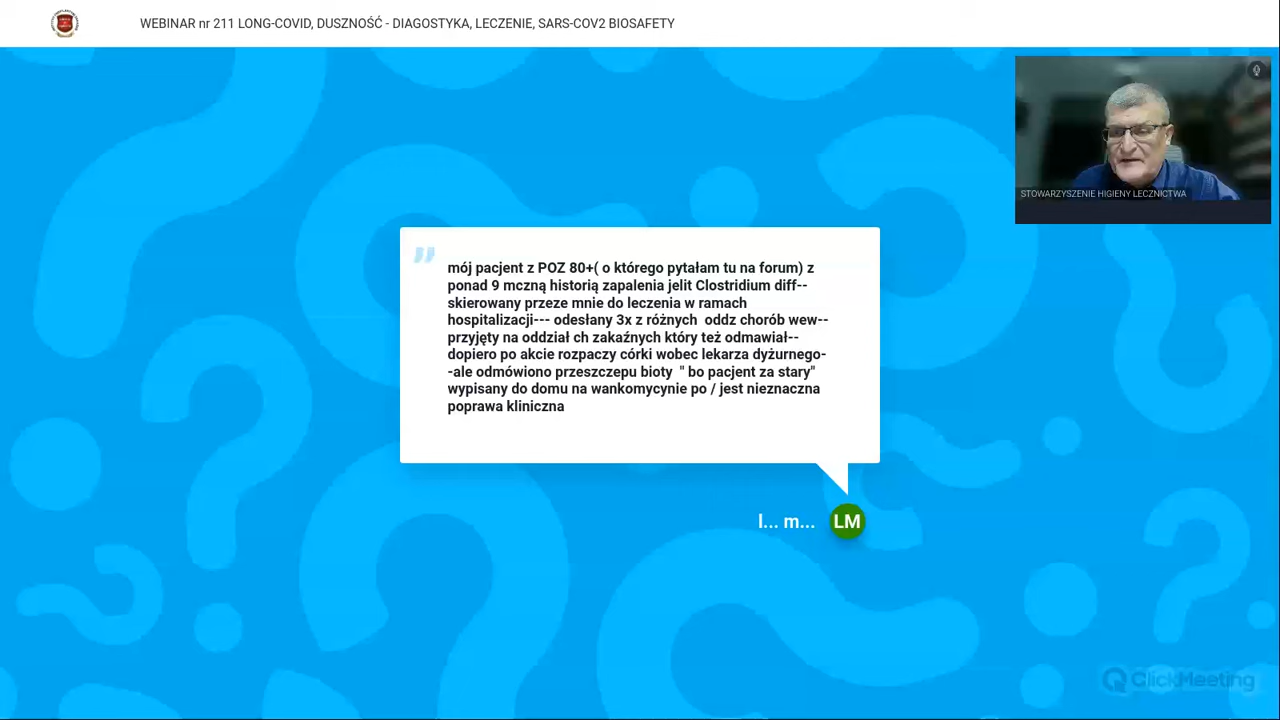 WEBINAR nr 211 LONG-COVID, DUSZNOŚĆ - DIAGOSTYKA, LECZENIE, SARS-COV2 BIOSAFETY
STOWARZYSZENIE HIGIENY LECZNICTWA
mój pacjent z POZ 80+( o którego pytałam tu na forum) z
ponad 9 mczną historią zapalenia jelit Clostridium diff--
skierowany przeze mnie do leczenia w ramach
hospitalizacji--- odesłany 3x z różnych oddz chorób wew--
przyjęty na oddział ch zakaźnych który też odmawiał--
dopiero po akcie rozpaczy córki wobec lekarza dyżurnego-
-ale odmówiono przeszczepu bioty " bo pacjent za stary"
wypisany do domu na wankomycynie po / jest nieznaczna
poprawa kliniczna
l... m...
LM
ClickMeeting